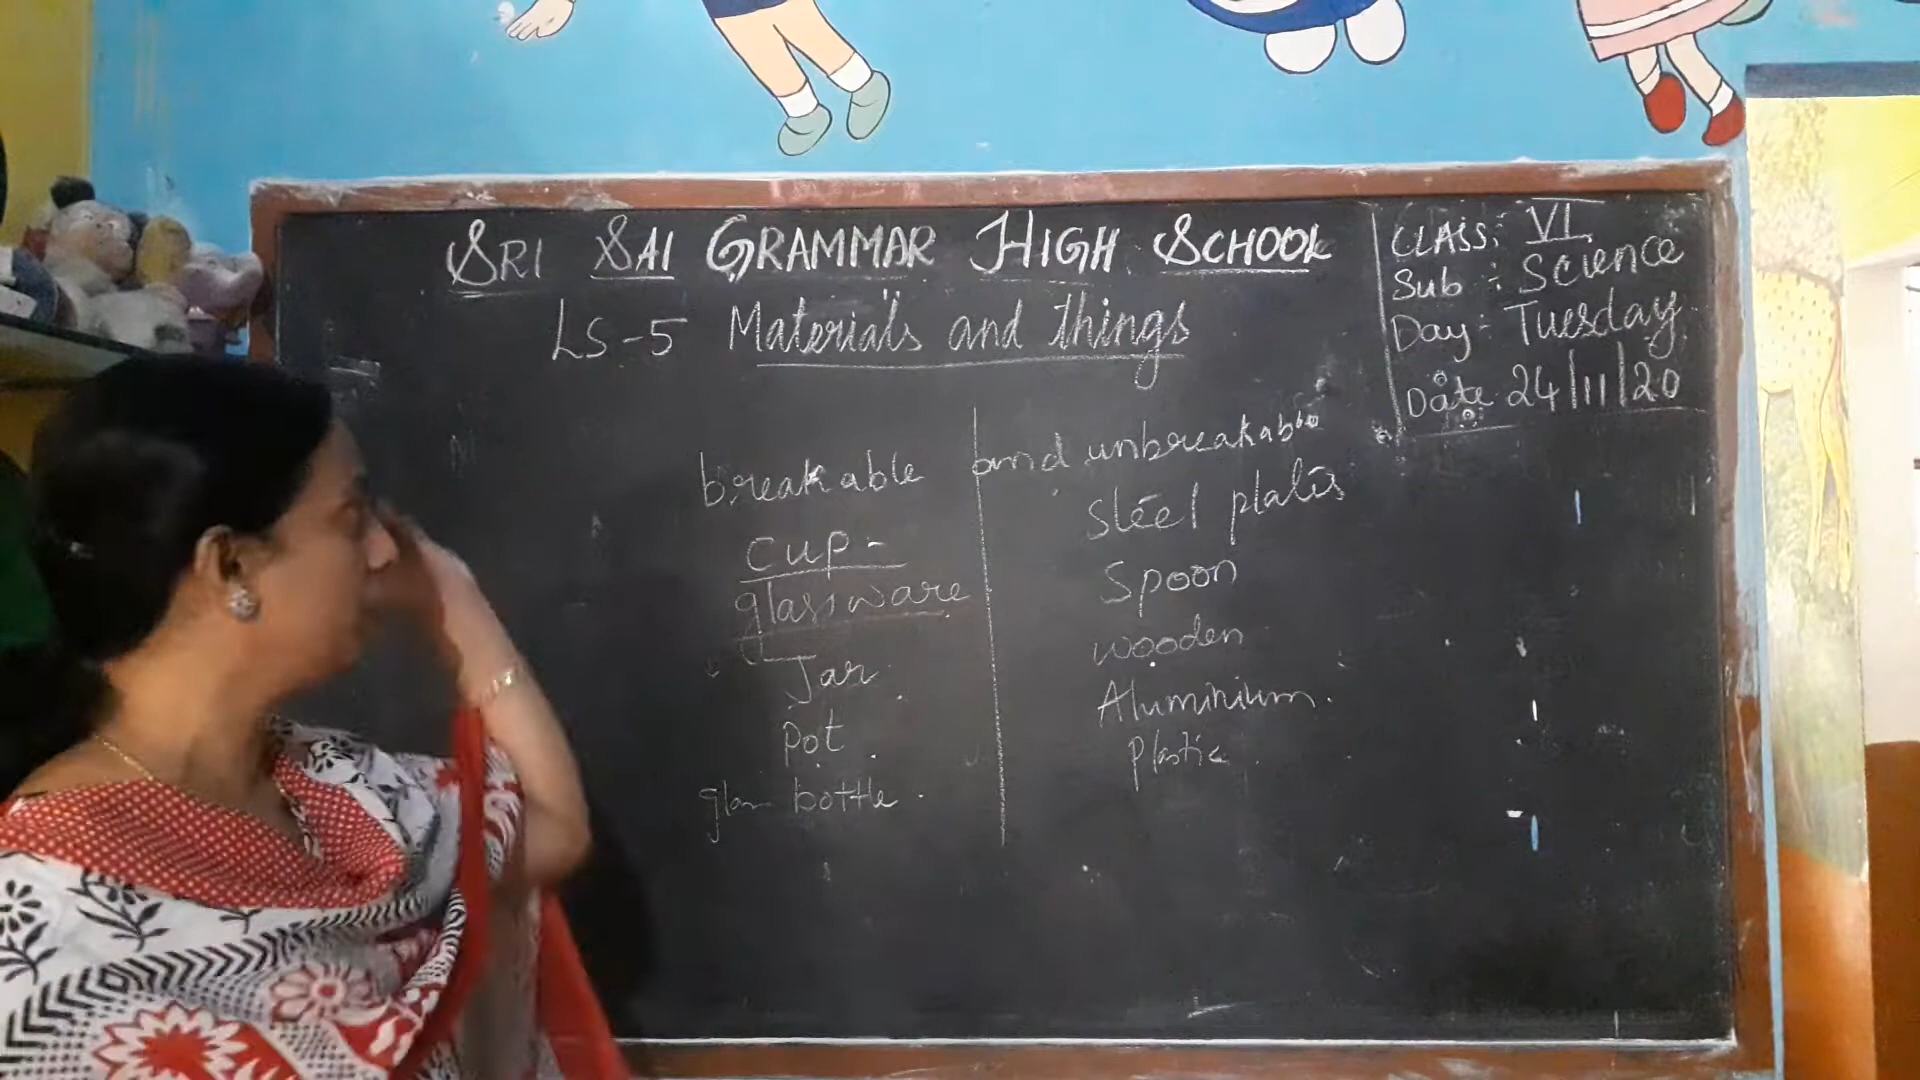 SRI SAI GRAMMAR HIGH SCHOOL
LS-5 Materials and things
CLASS: VI
Sub: Science
Day: Tuesday
Date 24/11/20
breakable and unbreakable
cup -
glassware
Jar
Pot
glass bottle
Steel plates
Spoon
wooden
Aluminium.
Plastic